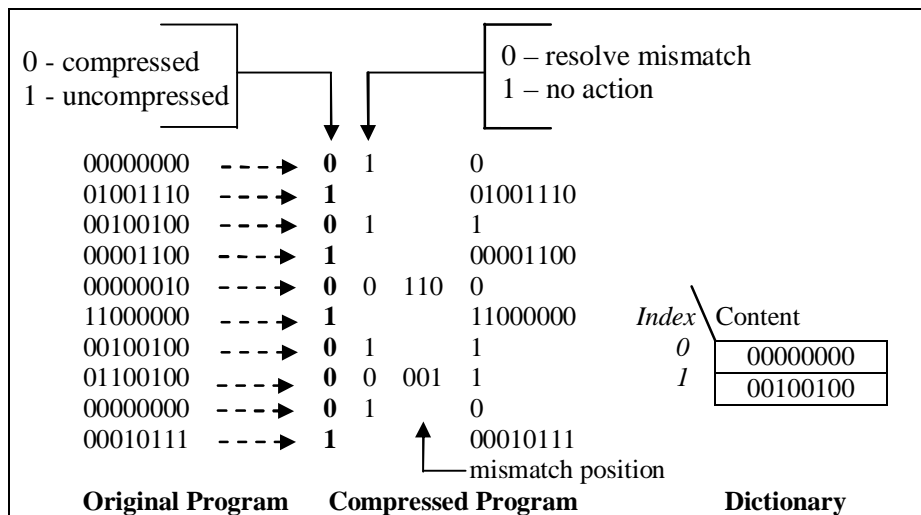 0 - compressed
1 - uncompressed
0 – resolve mismatch
1 – no action
00000000 0 1 0
01001110 1 01001110
00100100 0 1 1
00001100 1 00001100
00000010 0 0 110 0
11000000 1 11000000
Index Content
00100100 0 1 1
0 00000000
01100100 0 0 001 1
1 00100100
00000000 0 1 0
00010111 1 00010111
mismatch position
Original Program Compressed Program Dictionary